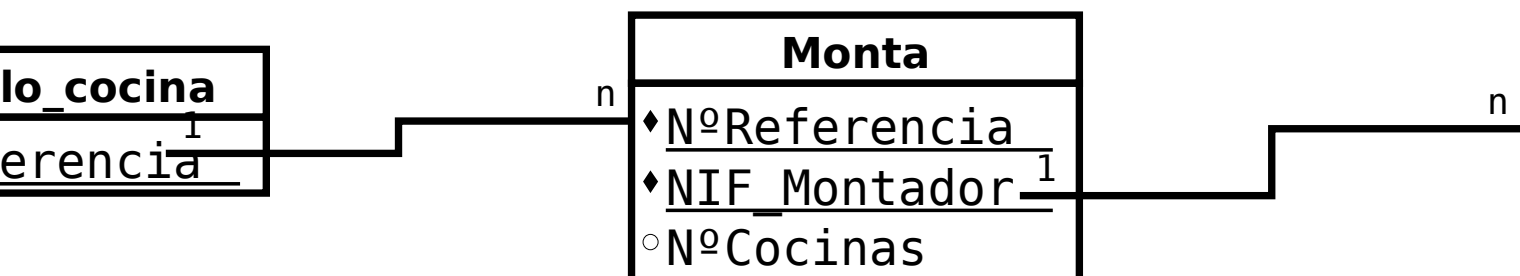 lo_cocina
1
erencia
n
Monta
NºReferencia
NIF_Montador
1
NºCocinas
n